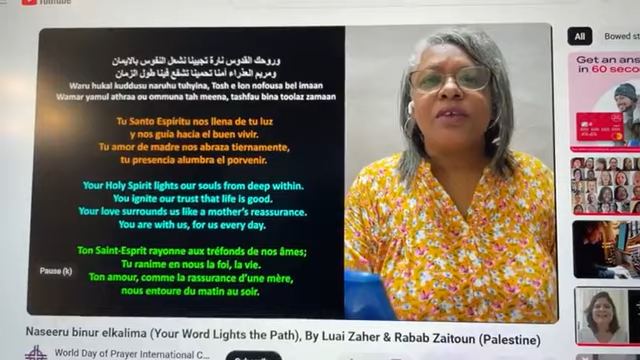 YouTube
All
Bowed st
Get an ans
in 60 secon
وروحك القدوس نارة تحيينا تشعل النفوس بالايمان
ومريم العذراء أمنا تحمينا تشفع فينا طول الزمان
Waru hukal kuddusu naruhu tuhyina, Tosh e lon nofousa bel imaan
Wamar yamul athraa ou ommuna tah meena, tashfau bina toolaz zamaan
Tu Santo Espíritu nos llena de tu luz
y nos guía hacia el buen vivir.
Tu amor de madre nos abraza tiernamente,
tu presencia alumbra el porvenir.
Your Holy Spirit lights our souls from deep within.
You ignite our trust that life is good.
Your love surrounds us like a mother's reassurance.
You are with us, for us every day.
Ton Saint-Esprit rayonne aux tréfonds de nos âmes;
Tu ranime en nous la foi, la vie.
Ton amour, comme la rassurance d'une mère,
nous entoure du matin au soir.
Pause (k)
Naseeru binur elkalima (Your Word Lights the Path), By Luai Zaher & Rabab Zaitoun (Palestine)
World Day of Prayer International C...